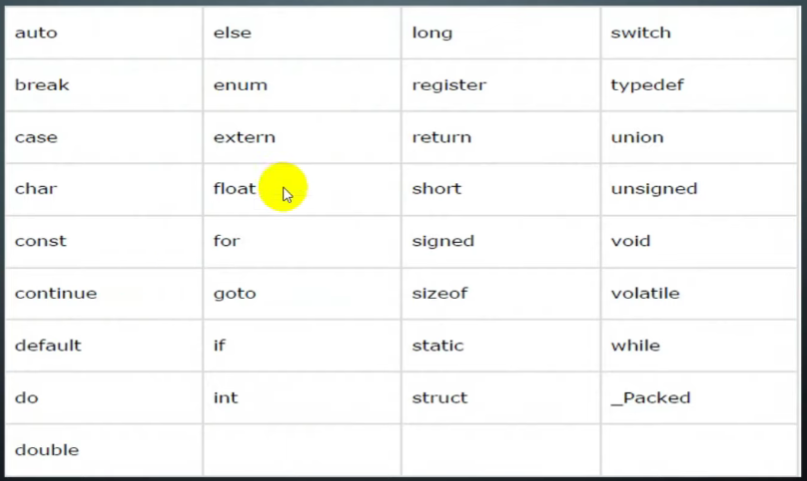 auto else long switch
break enum register typedef
case extern return union
char float short unsigned
const for signed void
continue goto sizeof volatile
default if static while
do int struct _Packed
double